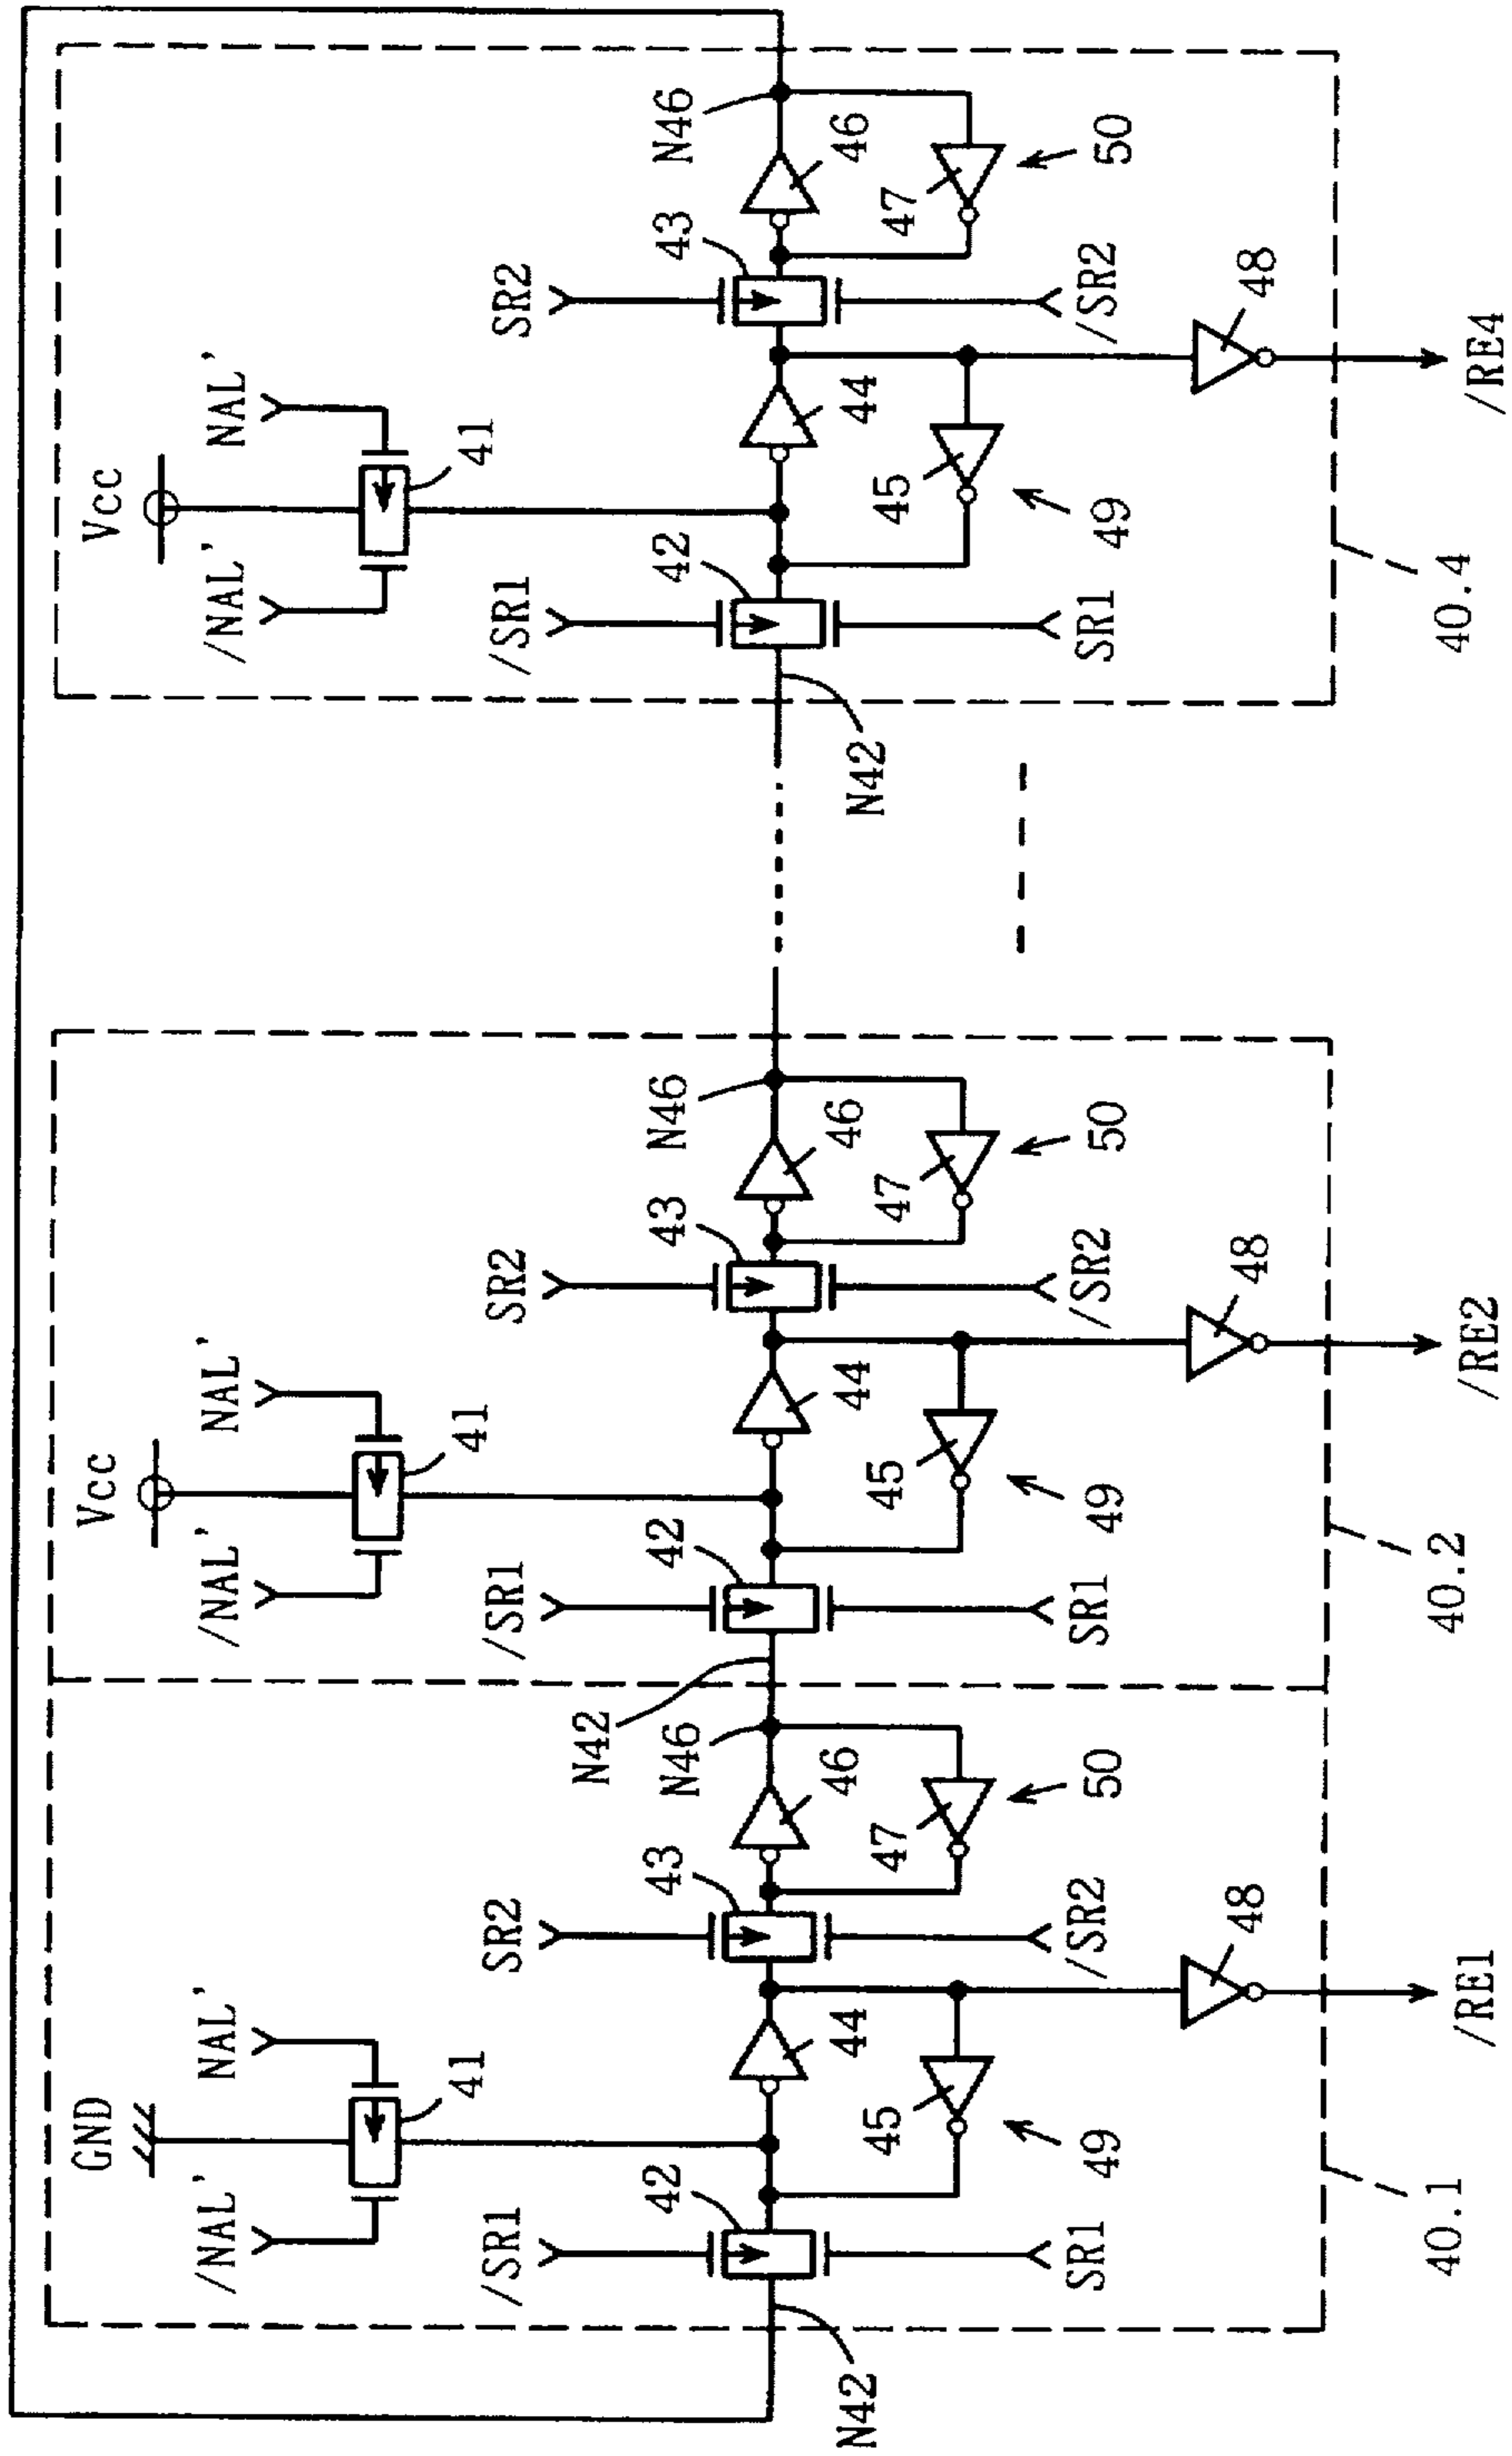 GND
/NAL'
NAL'
41
/SR1
SR2
42
43
N46
44
46
45
47
49
50
SR1
/SR2
48
N42
40.1
/RE1
Vcc
/NAL'
NAL'
41
/SR1
SR2
N42
42
43
N46
44
46
45
47
49
50
SR1
/SR2
48
40.2
/RE2
Vcc
/NAL'
NAL'
41
/SR1
SR2
42
43
N46
44
46
N42
45
47
49
50
SR1
/SR2
48
40.4
/RE4